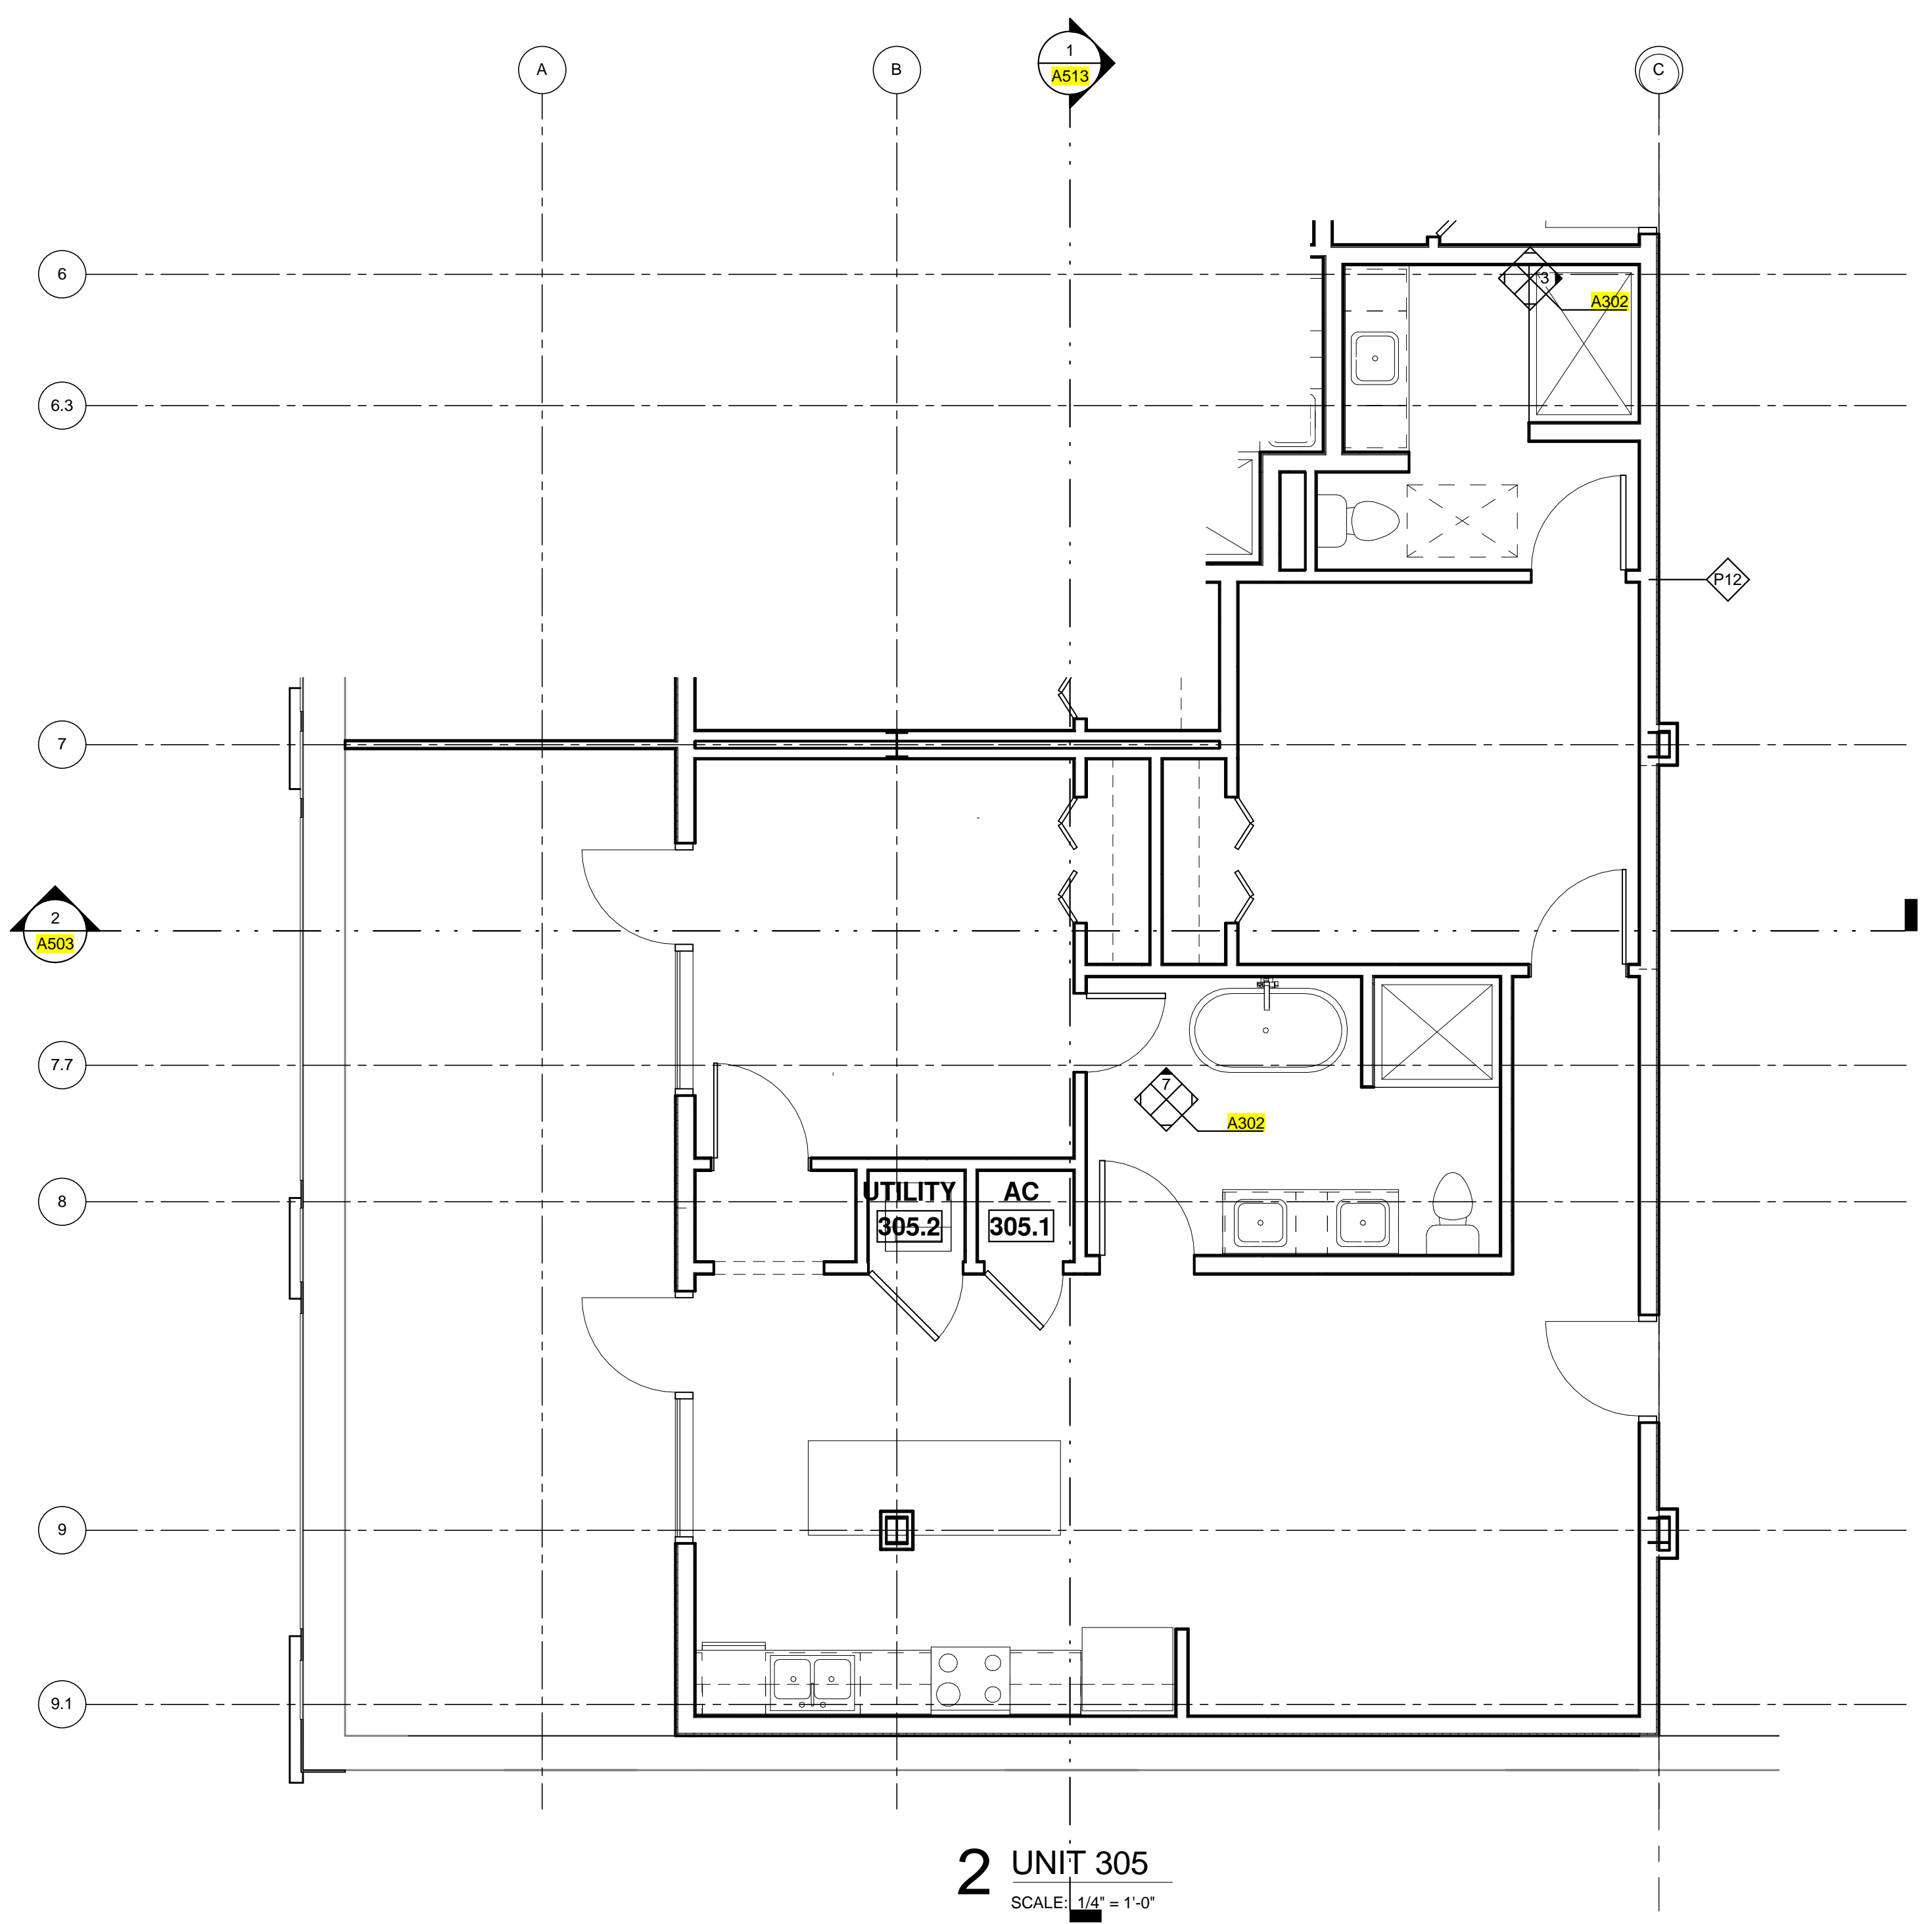 1
A513
A
B
C
6
3
A302
6.3
P12
7
2
A503
7.7
7
A302
8
UTILITY
305.2
AC
305.1
9
9.1
2 UNIT 305
SCALE: 1/4" = 1'-0"